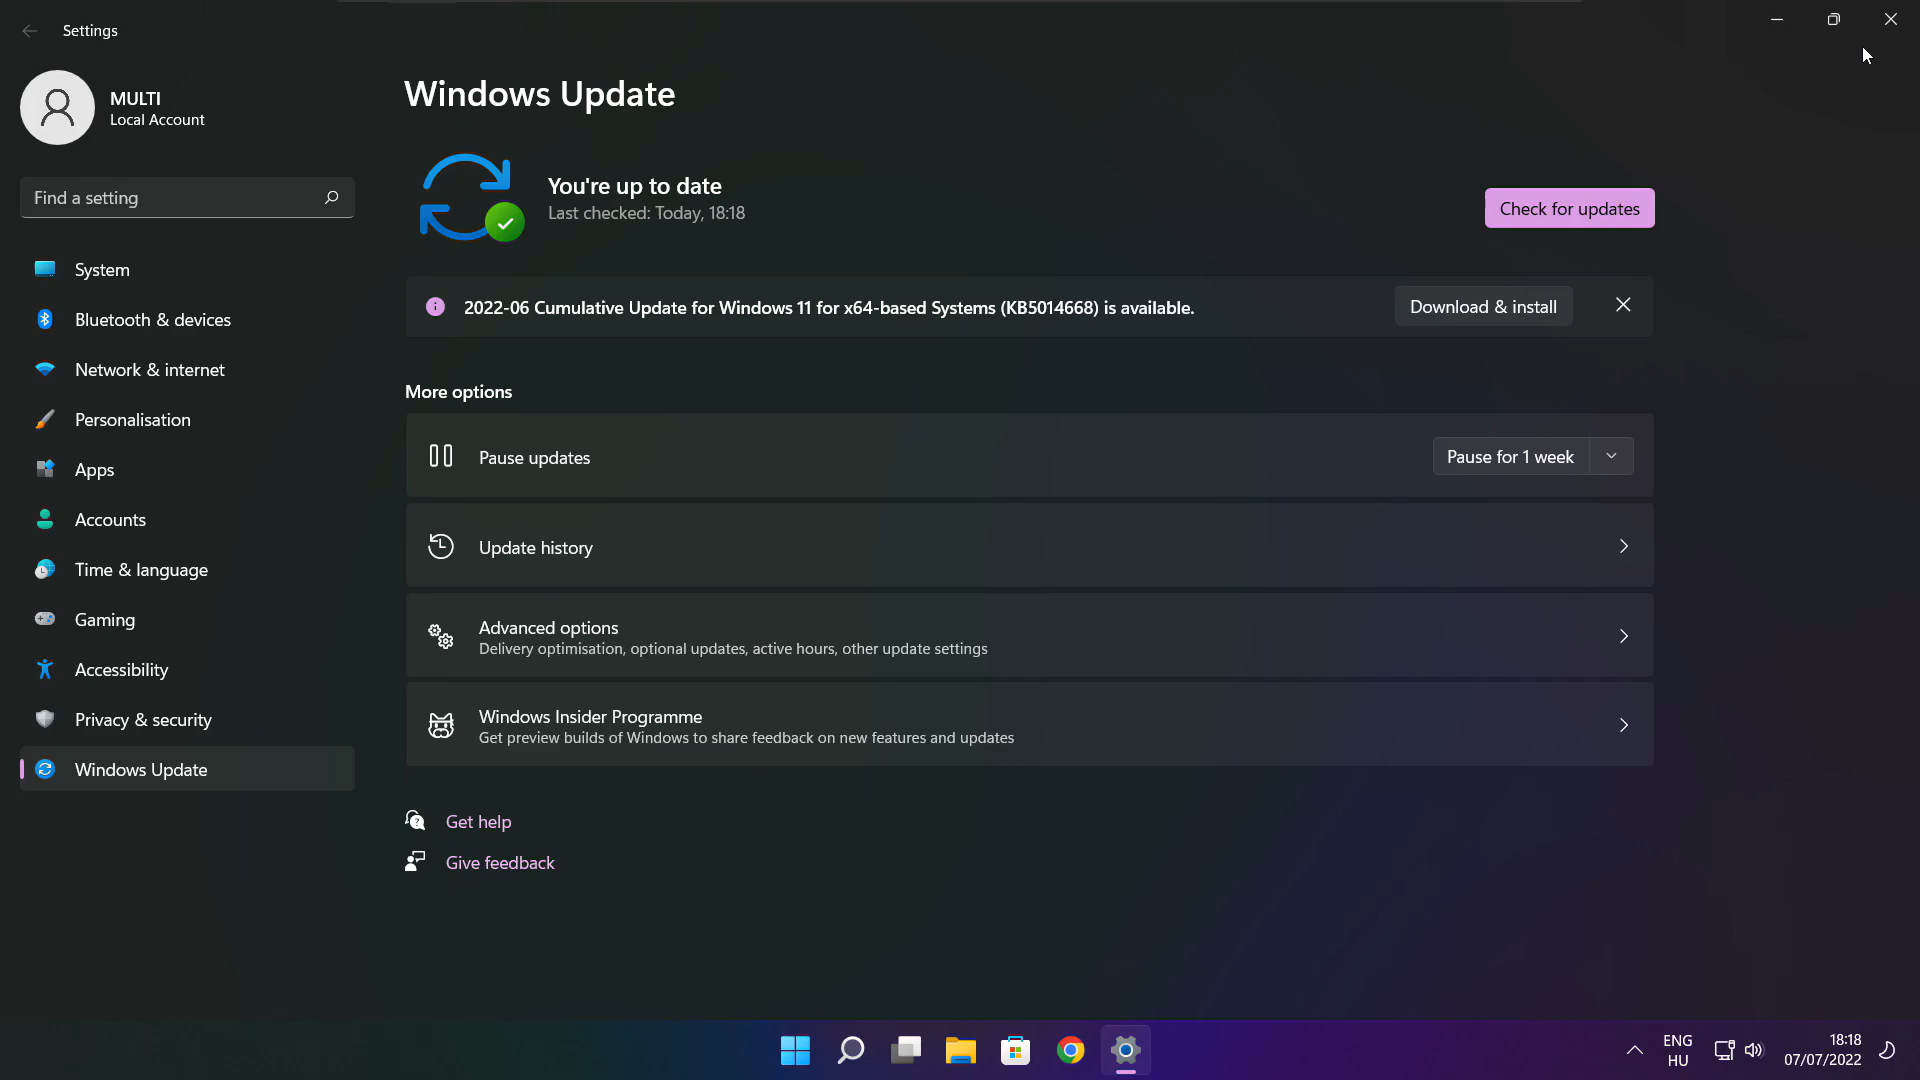 Settings
MULTI
Local Account
Find a setting
System
Bluetooth & devices
Network & internet
Personalisation
Apps
Accounts
Time & language
Gaming
Accessibility
Privacy & security
Windows Update
Windows Update
You're up to date
Last checked: Today, 18:18
Check for updates
2022-06 Cumulative Update for Windows 11 for x64-based Systems (KB5014668) is available.
Download & install
More options
Pause updates
Pause for 1 week
Update history
Advanced options
Delivery optimisation, optional updates, active hours, other update settings
Windows Insider Programme
Get preview builds of Windows to share feedback on new features and updates
Get help
Give feedback
ENG
HU
18:18
07/07/2022